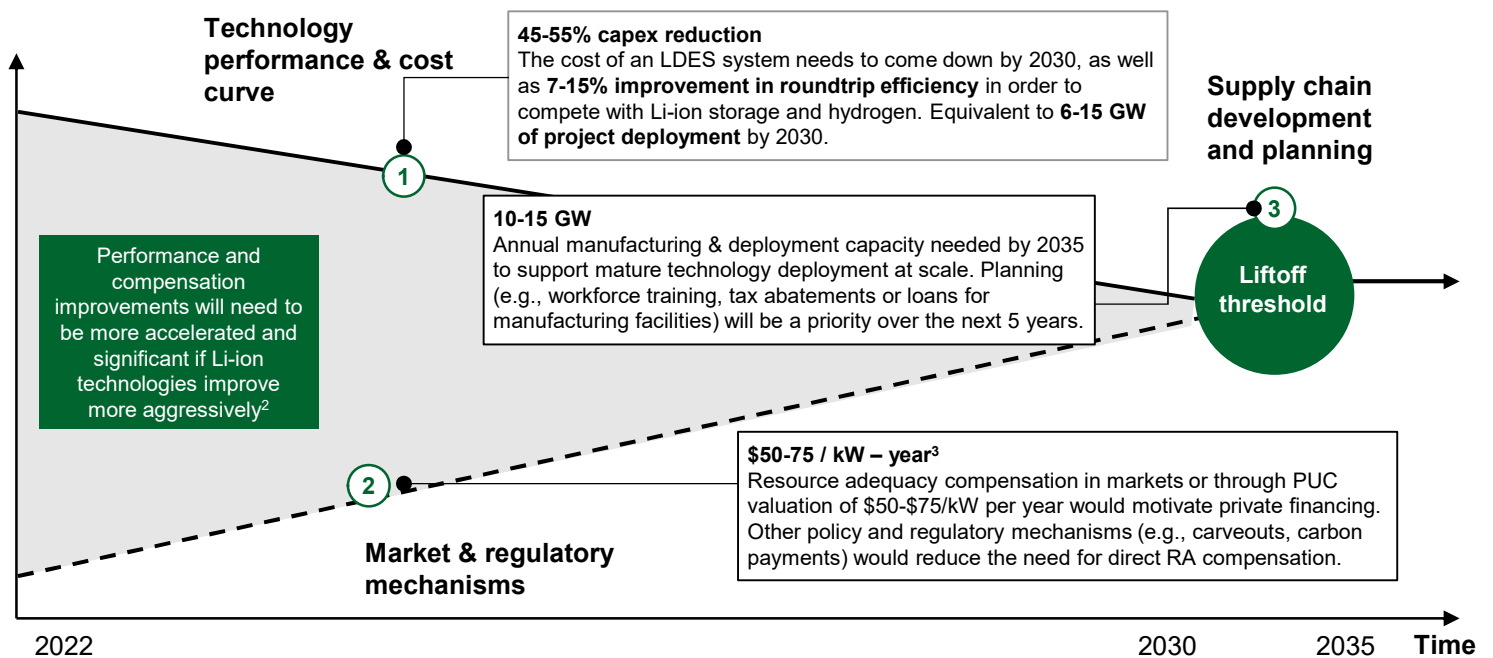 Technology
performance & cost
curve
45-55% capex reduction
The cost of an LDES system needs to come down by 2030, as well
as 7-15% improvement in roundtrip efficiency in order to
compete with Li-ion storage and hydrogen. Equivalent to 6-15 GW
of project deployment by 2030.
Supply chain
development
and planning
1
10-15 GW
Annual manufacturing & deployment capacity needed by 2035
to support mature technology deployment at scale. Planning
(e.g., workforce training, tax abatements or loans for
manufacturing facilities) will be a priority over the next 5 years.
3
Liftoff
threshold
Performance and
compensation
improvements will need to
be more accelerated and
significant if Li-ion
technologies improve
more aggressively2
2
$50-75 / kW – year3
Resource adequacy compensation in markets or through PUC
valuation of $50-$75/kW per year would motivate private financing.
Other policy and regulatory mechanisms (e.g., carveouts, carbon
payments) would reduce the need for direct RA compensation.
Market & regulatory
mechanisms
2022
2030
2035
Time